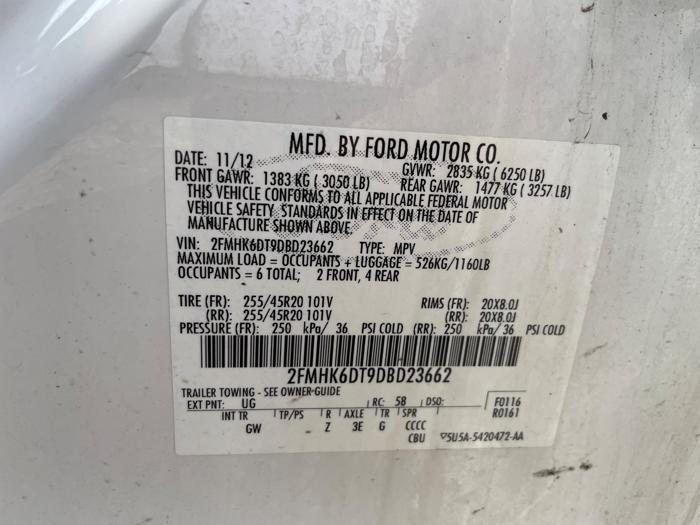 MFD. BY FORD MOTOR CO.
DATE: 11/12 GVWR: 2835 KG ( 6250 LB)
FRONT GAWR: 1383 KG ( 3050 LB) REAR GAWR: 1477 KG ( 3257 LB)
THIS VEHICLE CONFORMS TO ALL APPLICABLE FEDERAL MOTOR
VEHICLE SAFETY STANDARDS IN EFFECT ON THE DATE OF
MANUFACTURE SHOWN ABOVE.
VIN: 2FMHK6DT9DBD23662 TYPE: MPV
MAXIMUM LOAD = OCCUPANTS + LUGGAGE = 526KG/1160LB
OCCUPANTS = 6 TOTAL; 2 FRONT, 4 REAR
TIRE (FR): 255/45R20 101V RIMS (FR): 20X8.0J
(RR): 255/45R20 101V (RR): 20X8.0J
PRESSURE (FR): 250 kPa/ 36 PSI COLD (RR): 250 kPa/ 36 PSI COLD
2FMHK6DT9DBD23662
TRAILER TOWING - SEE OWNER GUIDE
EXT PNT: UG RC: 58 DSO: F0116
R0161
INT TR TP/PS R AXLE TR SPR
GW Z 3E G CCCC
CBU 5U5A-5420472-AA